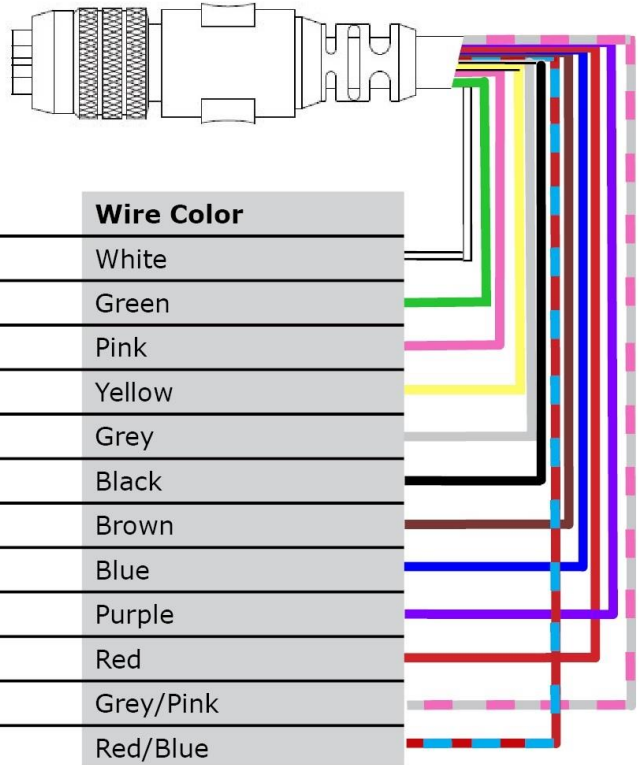 Wire Color
White
Green
Pink
Yellow
Grey
Black
Brown
Blue
Purple
Red
Grey/Pink
Red/Blue